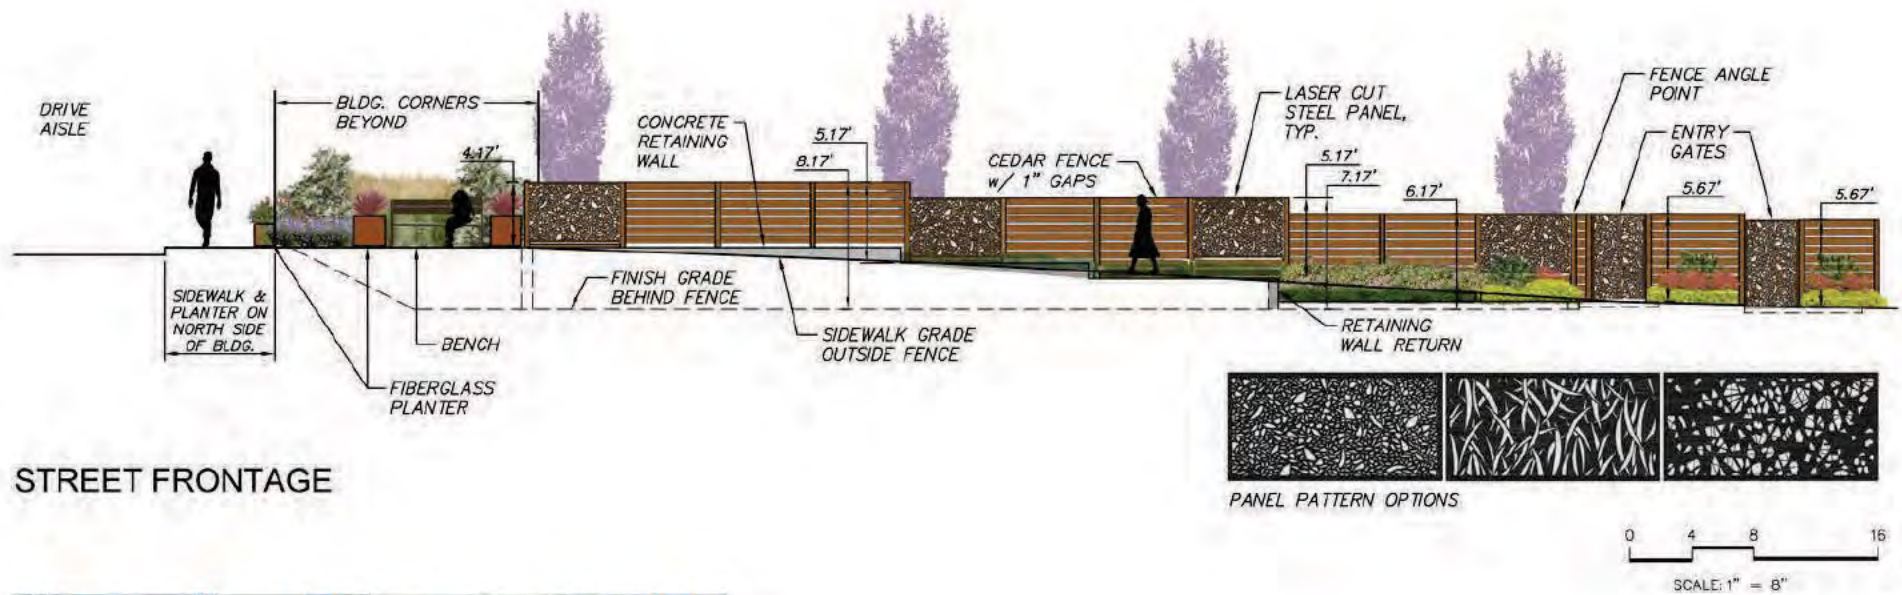 DRIVE
AISLE
BLDG. CORNERS
BEYOND
4.17'
CONCRETE
RETAINING
WALL
5.17'
8.17'
CEDAR FENCE
w/ 1" GAPS
LASER CUT
STEEL PANEL,
TYP.
5.17'
7.17'
6.17'
FENCE ANGLE
POINT
ENTRY
GATES
5.67'
5.67'
SIDEWALK &
PLANTER ON
NORTH SIDE
OF BLDG.
BENCH
FIBERGLASS
PLANTER
FINISH GRADE
BEHIND FENCE
SIDEWALK GRADE
OUTSIDE FENCE
RETAINING
WALL RETURN
STREET FRONTAGE
PANEL PATTERN OPTIONS
0 4 8 16
SCALE: 1" = 8"